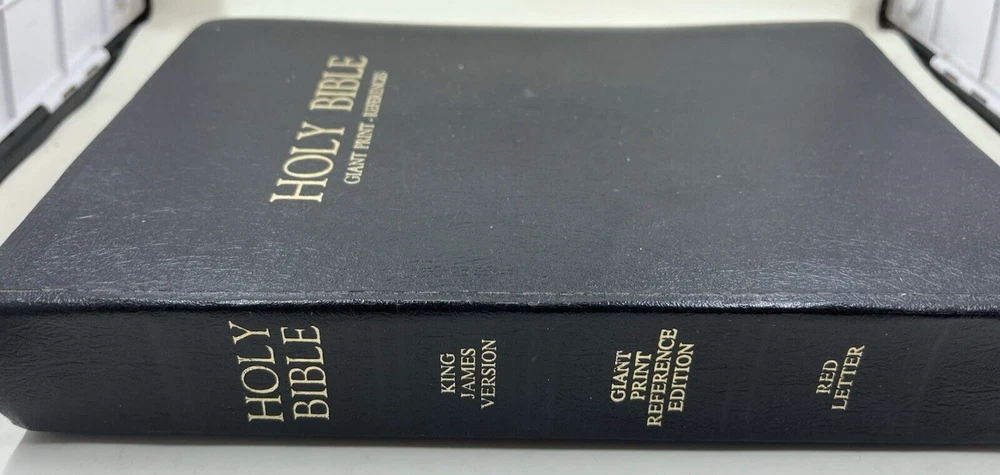 HOLY BIBLE
GIANT PRINT • REFERENCES
HOLY
BIBLE
KING
JAMES
VERSION
GIANT
PRINT
REFERENCE
EDITION
RED
LETTER